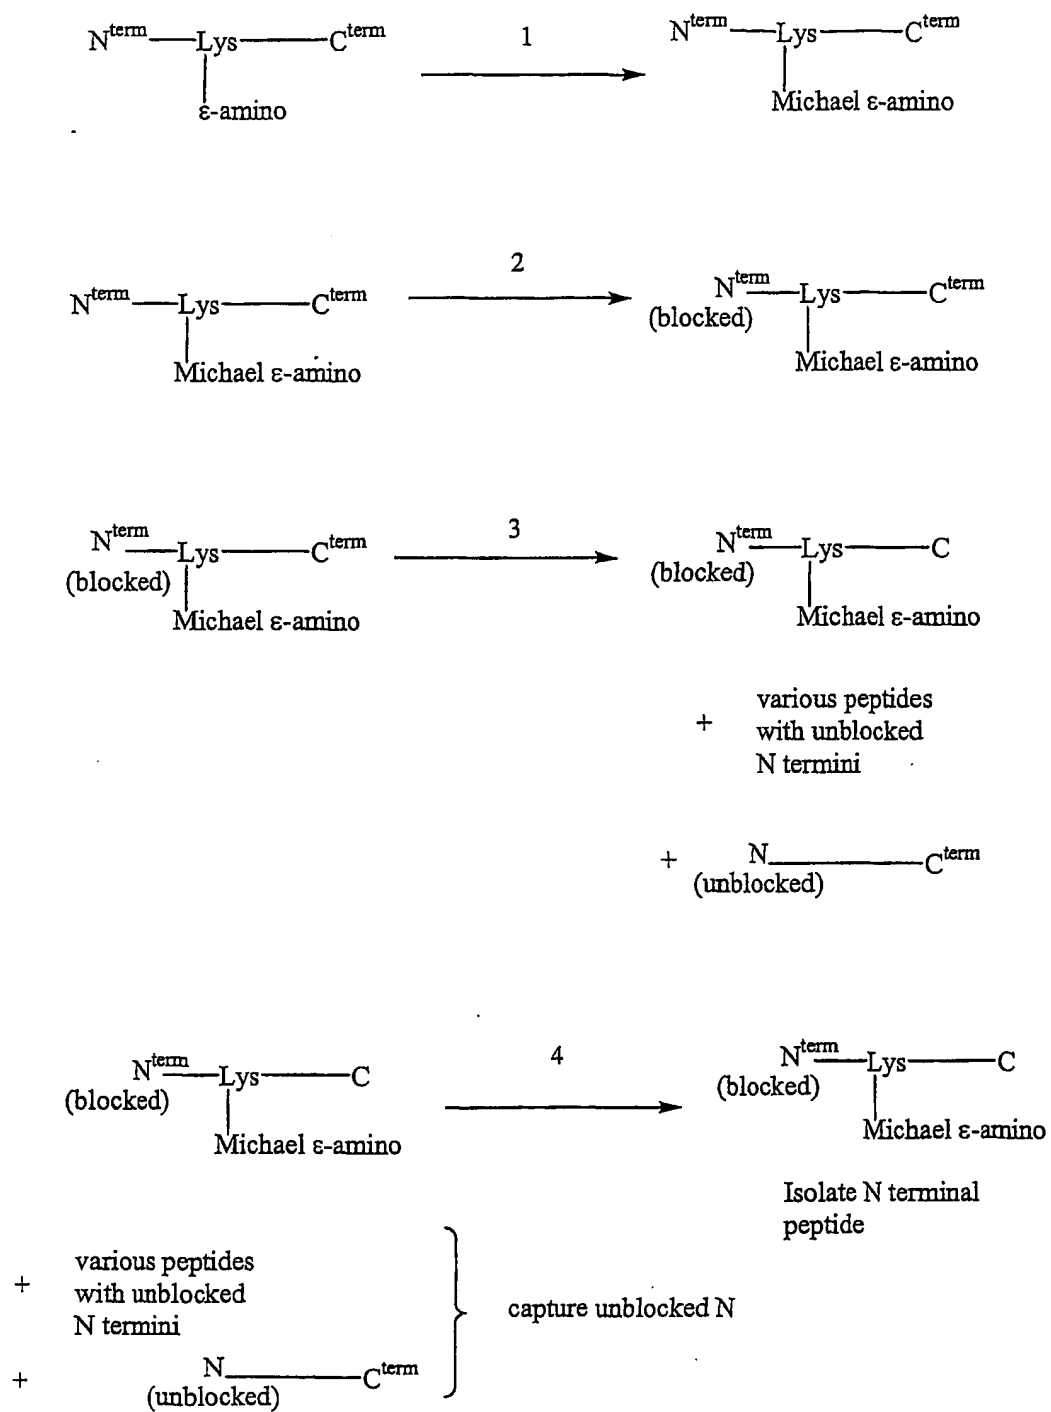 Nterm Lys Cterm 1 Nterm Lys Cterm
ε-amino Michael ε-amino
2
Nterm Lys Cterm Nterm Lys Cterm
(blocked)
Michael ε-amino Michael ε-amino
3
Nterm Lys Cterm Nterm Lys C
(blocked) (blocked)
Michael ε-amino Michael ε-amino
+ various peptides
with unblocked
N termini
+ N Cterm
(unblocked)
4
Nterm Lys C Nterm Lys C
(blocked) (blocked)
Michael ε-amino Michael ε-amino
Isolate N terminal
peptide
+ various peptides
with unblocked
N termini
capture unblocked N
+ N Cterm
(unblocked)